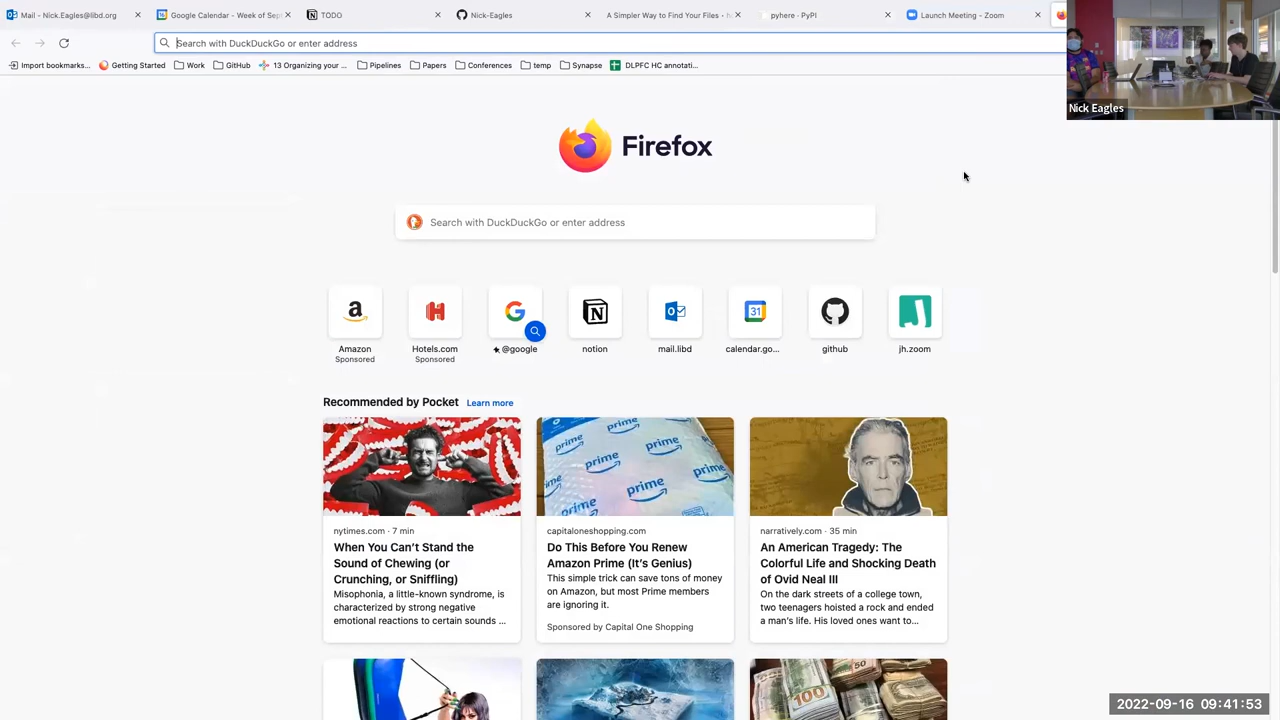 Mail - Nick.Eagles@libd.org
Google Calendar - Week of Sep
TODO
Nick-Eagles
A Simpler Way to Find Your Files -
pyhere · PyPI
Launch Meeting - Zoom
Search with DuckDuckGo or enter address
Import bookmarks...
Getting Started
Work
GitHub
13 Organizing your ...
Pipelines
Papers
Conferences
temp
Synapse
DLPFC HC annotati...
Nick Eagles
Firefox
Search with DuckDuckGo or enter address
31
Amazon
Sponsored
Hotels.com
Sponsored
@google
notion
mail.libd
calendar.go...
github
jh.zoom
Recommended by Pocket
Learn more
prime
prime
prime
prime
prime
nytimes.com · 7 min
When You Can't Stand the
Sound of Chewing (or
Crunching, or Sniffling)
Misophonia, a little-known syndrome, is
characterized by strong negative
emotional reactions to certain sounds ...
capitaloneshopping.com
Do This Before You Renew
Amazon Prime (It's Genius)
This simple trick can save tons of money
on Amazon, but most Prime members
are ignoring it.
Sponsored by Capital One Shopping
narratively.com · 35 min
An American Tragedy: The
Colorful Life and Shocking Death
of Ovid Neal III
On the dark streets of a college town,
two teenagers hoisted a rock and ended
a man's life. His loved ones want to...
50
100
2022-09-16 09:41:53